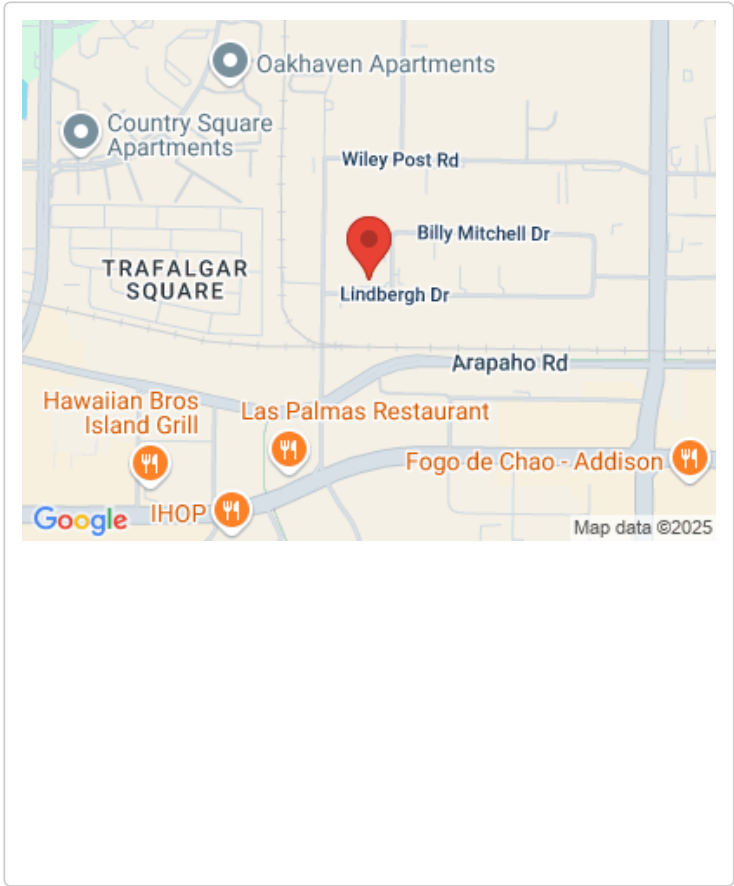 Oakhaven Apartments
Country Square
Apartments
Wiley Post Rd
Billy Mitchell Dr
TRAFALGAR
SQUARE
Lindbergh Dr
Arapaho Rd
Hawaiian Bros
Island Grill
Las Palmas Restaurant
Fogo de Chao - Addison
IHOP
Google
Map data ©2025